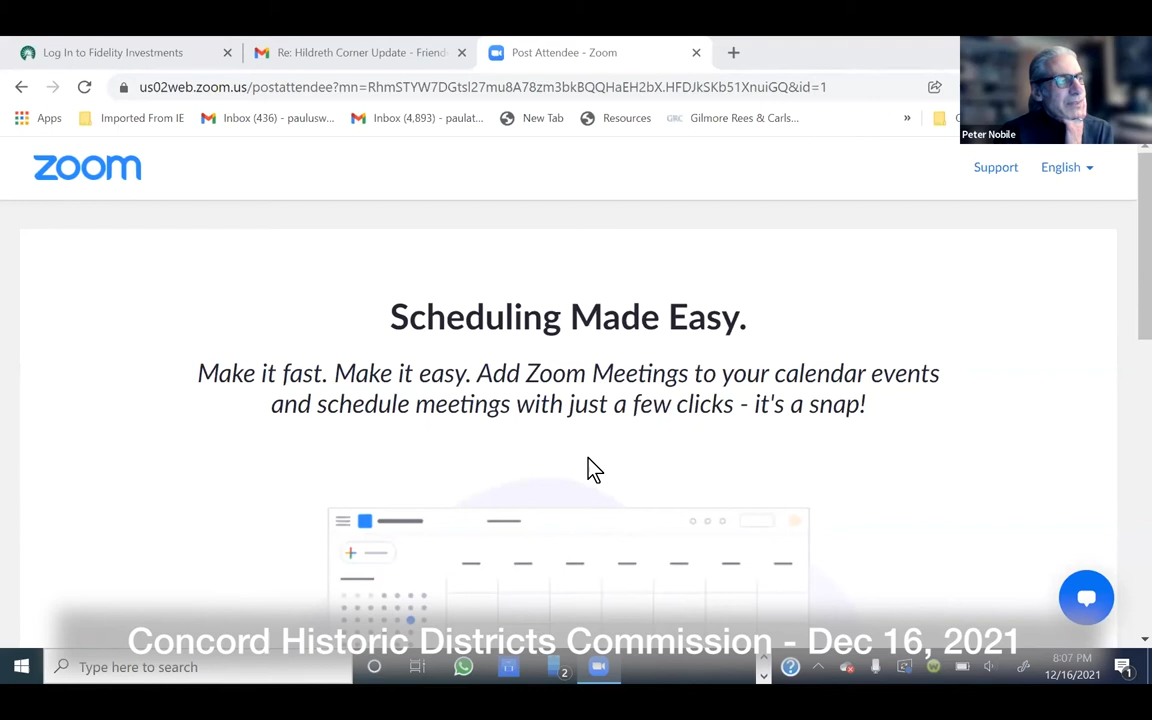 Log In to Fidelity Investments
Re: Hildreth Corner Update - Friend
Post Attendee - Zoom
us02web.zoom.us/postattendee?mn=RhmSTYW7DGtsl27mu8A78zm3bkBQQHaEH2bX.HFDJkSKb51XnuiGQ&id=1
Apps
Imported From IE
Inbox (436) - paulusw...
Inbox (4,893) - paulat...
New Tab
Resources
GRC
Gilmore Rees & Carls...
»
Peter Nobile
zoom
Support
English
Scheduling Made Easy.
Make it fast. Make it easy. Add Zoom Meetings to your calendar events
and schedule meetings with just a few clicks - it's a snap!
Concord Historic Districts Commission - Dec 16, 2021
Type here to search
2
8:07 PM
12/16/2021
1